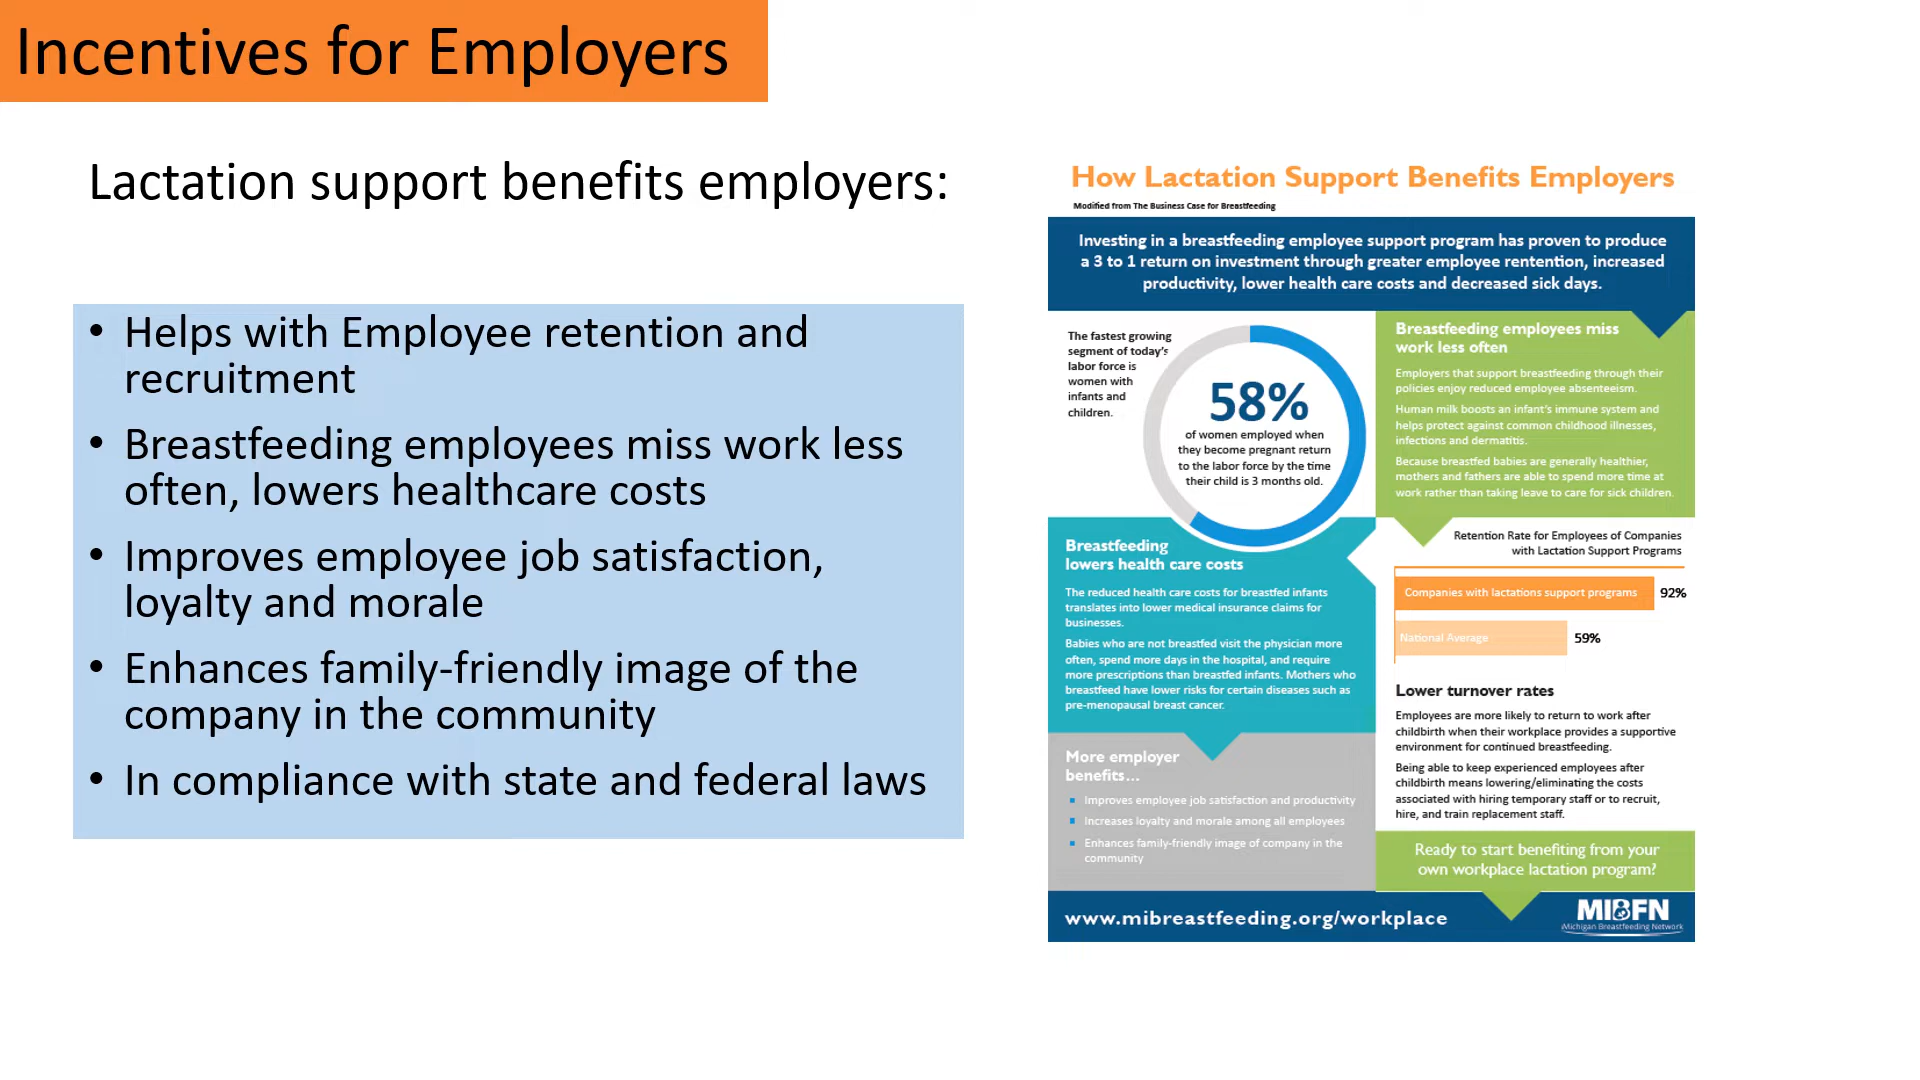 Incentives for Employers
Lactation support benefits employers:
• Helps with Employee retention and
recruitment
• Breastfeeding employees miss work less
often, lowers healthcare costs
• Improves employee job satisfaction,
loyalty and morale
• Enhances family-friendly image of the
company in the community
• In compliance with state and federal laws
How Lactation Support Benefits Employers
Modified from The Business Case for Breastfeeding
Investing in a breastfeeding employee support program has proven to produce
a 3 to 1 return on investment through greater employee rentention, increased
productivity, lower health care costs and decreased sick days.
The fastest growing
segment of today's
labor force is
women with
infants and
children.
58%
of women employed when
they become pregnant return
to the labor force by the time
their child is 3 months old.
Breastfeeding employees miss
work less often
Employers that support breastfeeding through their
policies enjoy reduced employee absenteeism.
Human milk boosts an infant's immune system and
helps protect against common childhood illnesses,
infections and dermatitis.
Because breastfed babies are generally healthier,
mothers and fathers are able to spend more time at
work rather than taking leave to care for sick children.
Breastfeeding
lowers health care costs
The reduced health care costs for breastfed infants
translates into lower medical insurance claims for
businesses.
Babies who are not breastfed visit the physician more
often, spend more days in the hospital, and require
more prescriptions than breastfed infants. Mothers who
breastfeed have lower risks for certain diseases such as
pre-menopausal breast cancer.
Retention Rate for Employees of Companies
with Lactation Support Programs
Companies with lactations support programs 92%
National Average 59%
Lower turnover rates
Employees are more likely to return to work after
childbirth when their workplace provides a supportive
environment for continued breastfeeding.
Being able to keep experienced employees after
childbirth means lowering/eliminating the costs
associated with hiring temporary staff or to recruit,
hire, and train replacement staff.
More employer
benefits...
Improves employee job satisfaction and productivity
Increases loyalty and morale among all employees
Enhances family-friendly image of company in the
community
Ready to start benefiting from your
own workplace lactation program?
www.mibreastfeeding.org/workplace
MIBFN
Michigan Breastfeeding Network